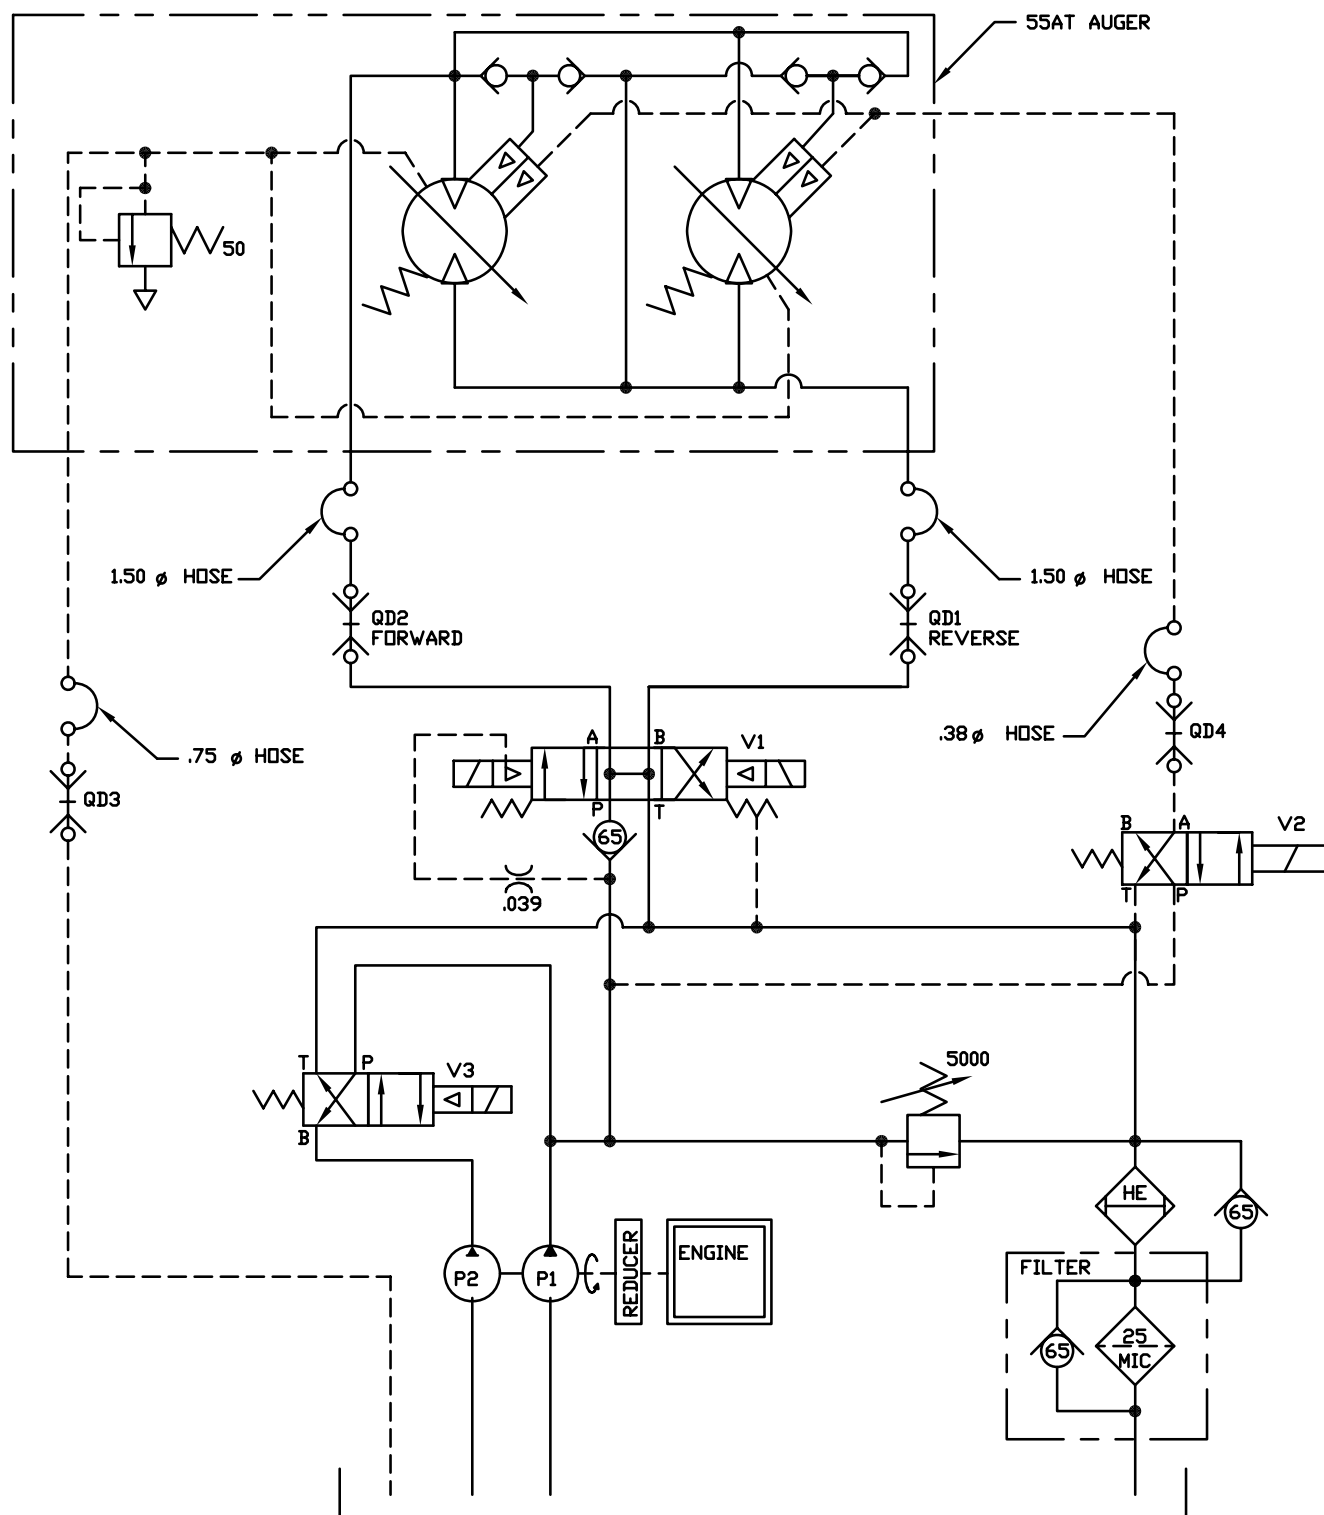 55AT AUGER
50
1.50 ø HOSE
1.50 ø HOSE
QD2
FORWARD
QD1
REVERSE
.75 ø HOSE
.38 ø HOSE
QD4
QD3
A
B
V1
P
T
65
.039
B
A
V2
T
P
T
P
V3
B
5000
HE
65
P2
P1
REDUCER
ENGINE
FILTER
65
25
MIC